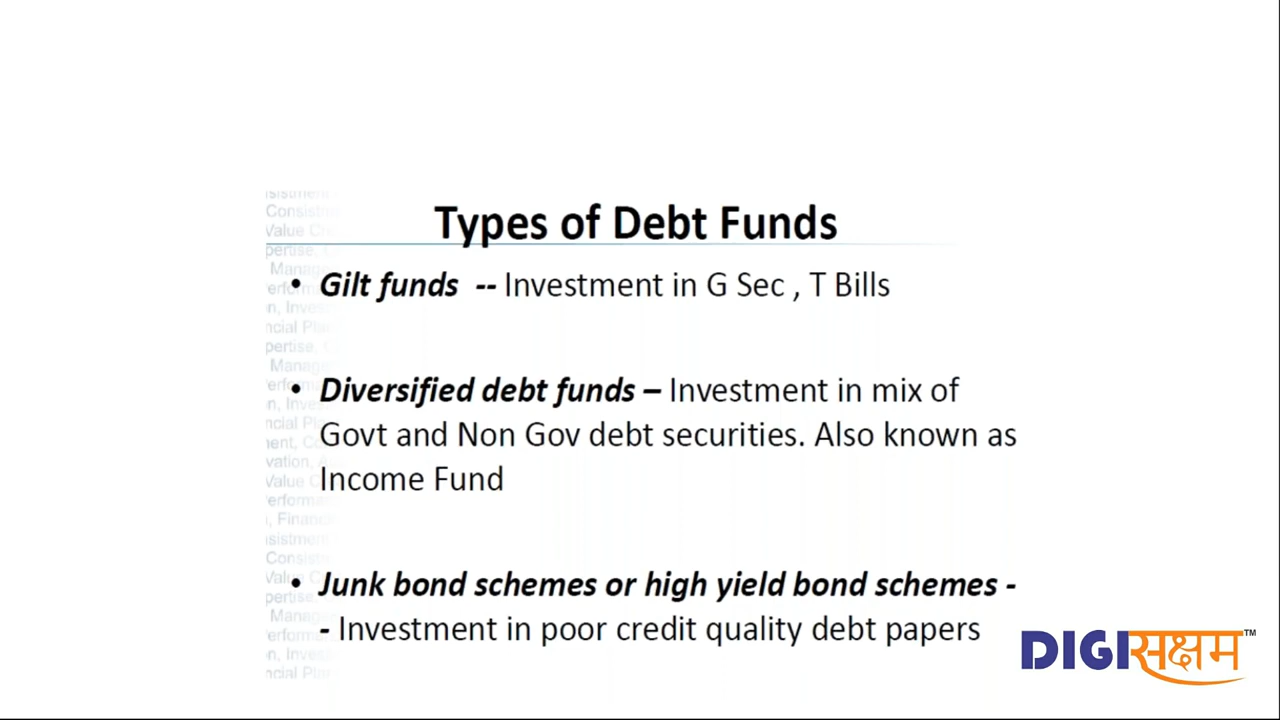 Types of Debt Funds
• Gilt funds -- Investment in G Sec , T Bills
• Diversified debt funds – Investment in mix of
Govt and Non Gov debt securities. Also known as
Income Fund
• Junk bond schemes or high yield bond schemes -
- Investment in poor credit quality debt papers
DIGIसक्षम™